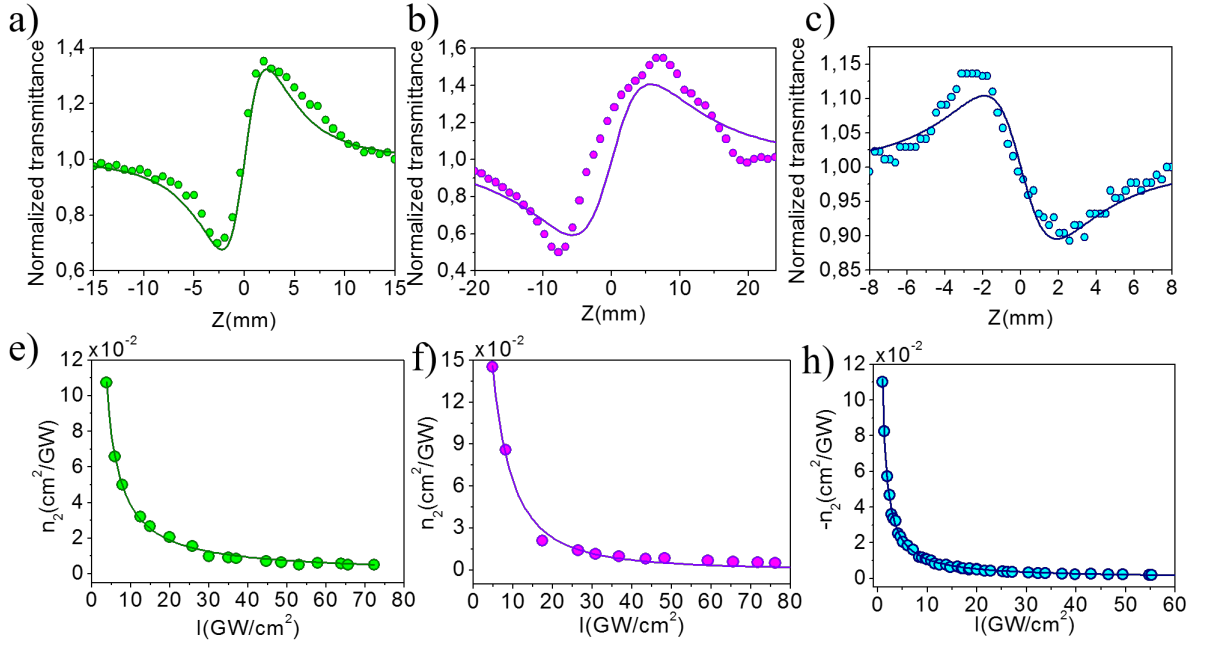 a)
Normalized transmittance
1,4
1,2
1,0
0,8
0,6
-15 -10 -5 0 5 10 15
Z(mm)
b)
Normalized transmittance
1,6
1,4
1,2
1,0
0,8
0,6
0,4
-20 -10 0 10 20
Z(mm)
c)
Normalized transmittance
1,15
1,10
1,05
1,00
0,95
0,90
0,85
-8 -6 -4 -2 0 2 4 6 8
Z(mm)
e)
x10⁻²
n₂(cm²/GW)
12
10
8
6
4
2
0
0 10 20 30 40 50 60 70 80
I(GW/cm²)
f)
x10⁻²
n₂(cm²/GW)
15
12
9
6
3
0
0 10 20 30 40 50 60 70 80
I(GW/cm²)
h)
x10⁻²
-n₂(cm²/GW)
12
10
8
6
4
2
0
0 10 20 30 40 50 60
I(GW/cm²)